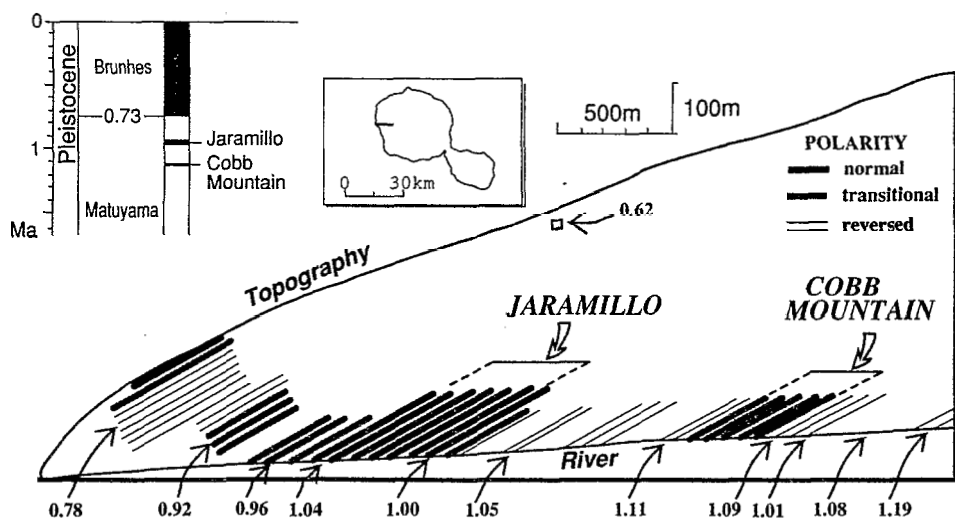 0
Pleistocene
Brunhes
0.73
Jaramillo
1
Cobb
Mountain
Matuyama
Ma
0 30km
500m
100m
POLARITY
normal
transitional
reversed
0.62
Topography
JARAMILLO
COBB
MOUNTAIN
River
0.78
0.92
0.96
1.04
1.00
1.05
1.11
1.09
1.01
1.08
1.19